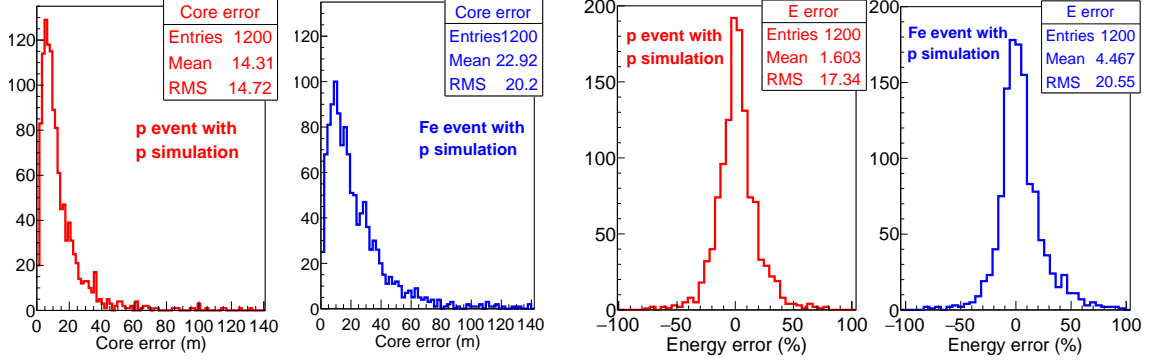 Core error
Entries 1200
Mean 14.31
RMS 14.72
p event with
p simulation
0
20
40
60
80
100
120
0 20 40 60 80 100 120 140
Core error (m)
Core error
Entries1200
Mean 22.92
RMS 20.2
Fe event with
p simulation
0
20
40
60
80
100
120
0 20 40 60 80 100 120 140
Core error (m)
E error
Entries 1200
Mean 1.603
RMS 17.34
p event with
p simulation
0
50
100
150
200
−100 −50 0 50 100
Energy error (%)
E error
Entries 1200
Mean 4.467
RMS 20.55
Fe event with
p simulation
0
50
100
150
200
−100 −50 0 50 100
Energy error (%)